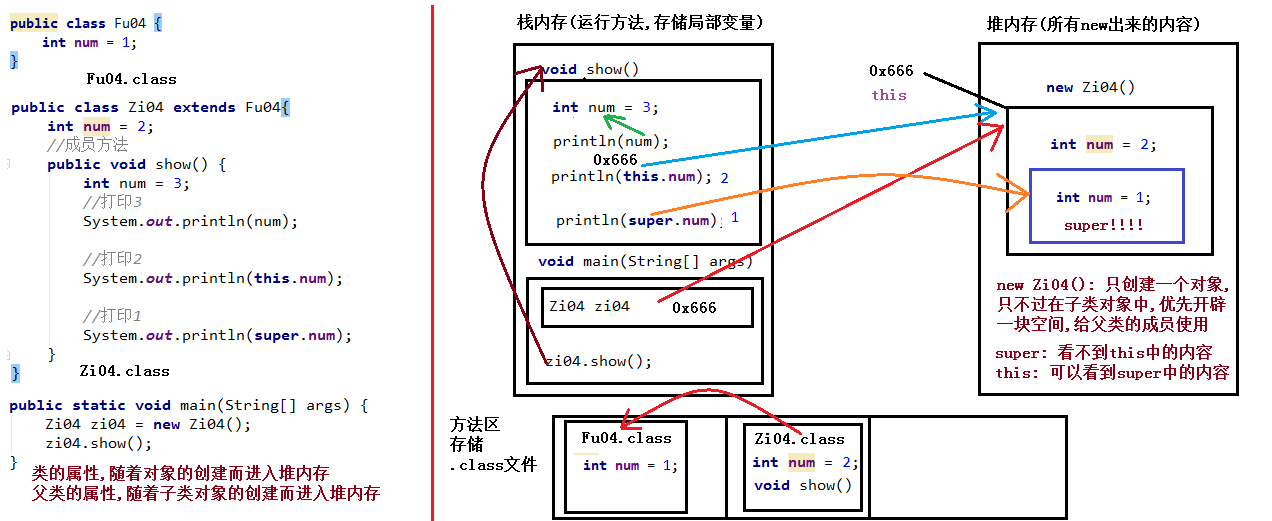 public class Fu04 {
int num = 1;
}
Fu04.class
public class Zi04 extends Fu04{
int num = 2;
//成员方法
public void show() {
int num = 3;
//打印3
System.out.println(num);
//打印2
System.out.println(this.num);
//打印1
System.out.println(super.num);
}
Zi04.class
}
public static void main(String[] args) {
Zi04 zi04 = new Zi04();
zi04.show();
}
类的属性,随着对象的创建而进入堆内存
父类的属性,随着子类对象的创建而进入堆内存
栈内存(运行方法,存储局部变量)
void show()
int num = 3;
println(num);
0x666
println(this.num); 2
println(super.num); 1
void main(String[] args)
Zi04 zi04 0x666
zi04.show();
堆内存(所有new出来的内容)
0x666
this
new Zi04()
int num = 2;
int num = 1;
super!!!!
new Zi04(): 只创建一个对象,
只不过在子类对象中,优先开辟
一块空间,给父类的成员使用
super: 看不到this中的内容
this: 可以看到super中的内容
方法区
存储
.class文件
Fu04.class
int num = 1;
Zi04.class
int num = 2;
void show()